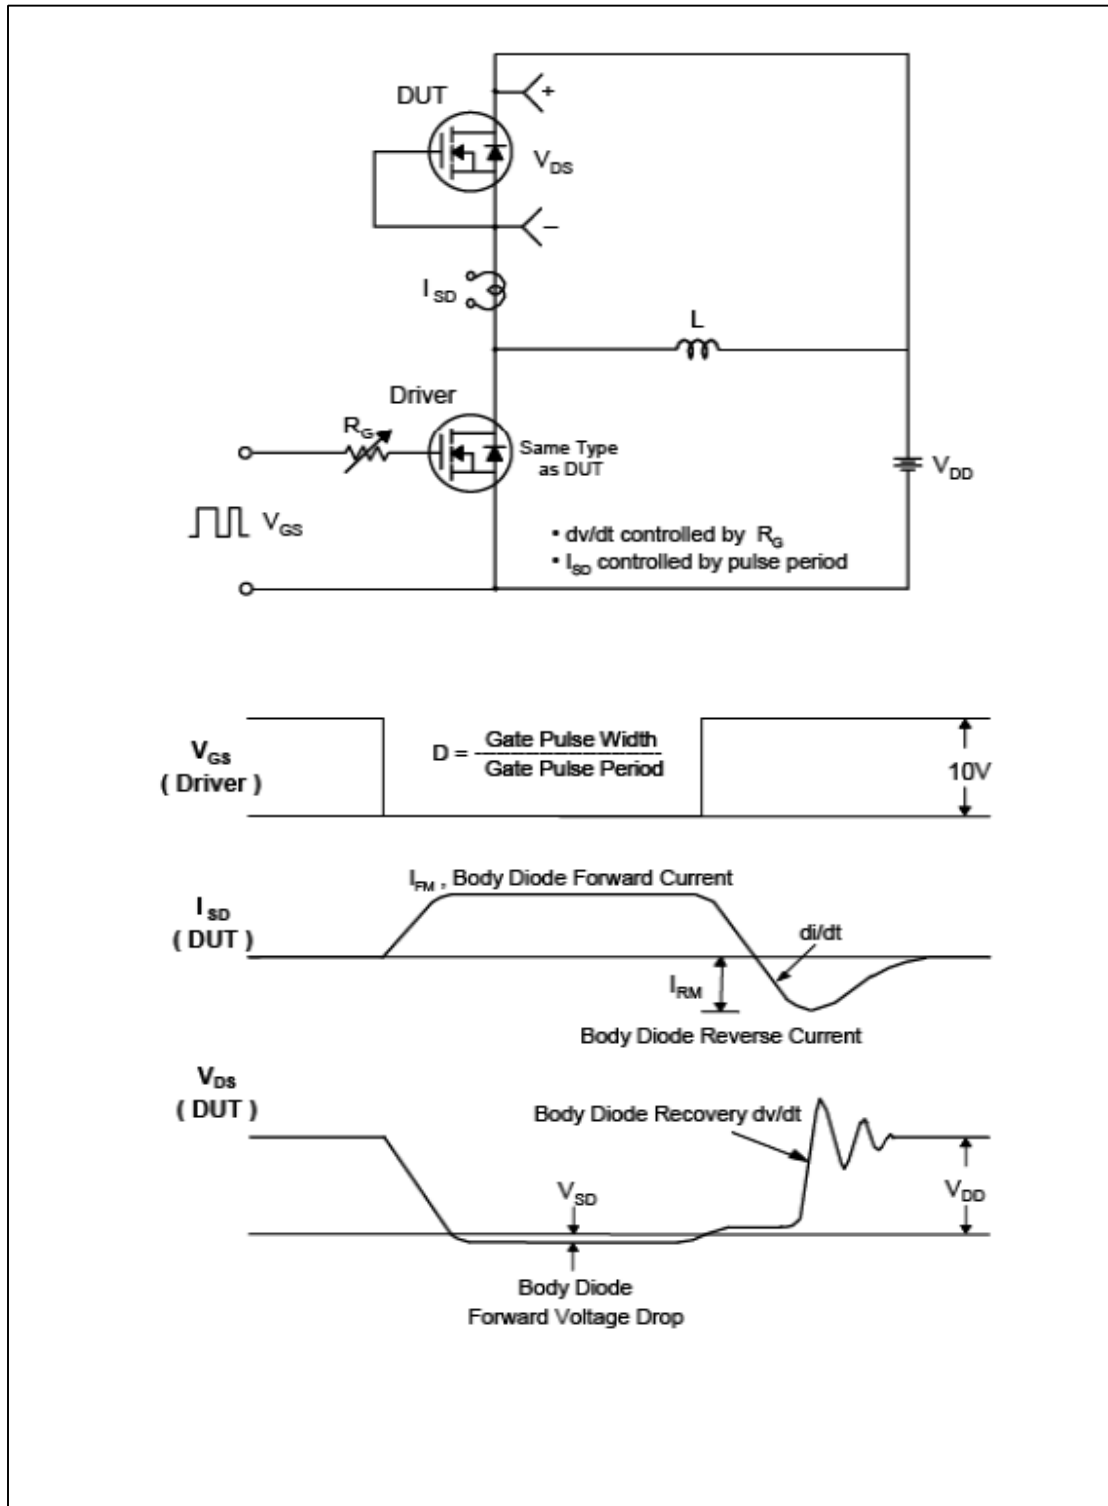 DUT
+
V_DS
–
I_SD
L
Driver
R_G
Same Type
as DUT
V_DD
V_GS
• dv/dt controlled by R_G
• I_SD controlled by pulse period
V_GS
( Driver )
D = Gate Pulse Width
Gate Pulse Period
10V
I_FM , Body Diode Forward Current
I_SD
( DUT )
di/dt
I_RM
Body Diode Reverse Current
V_DS
( DUT )
Body Diode Recovery dv/dt
V_SD
V_DD
Body Diode
Forward Voltage Drop